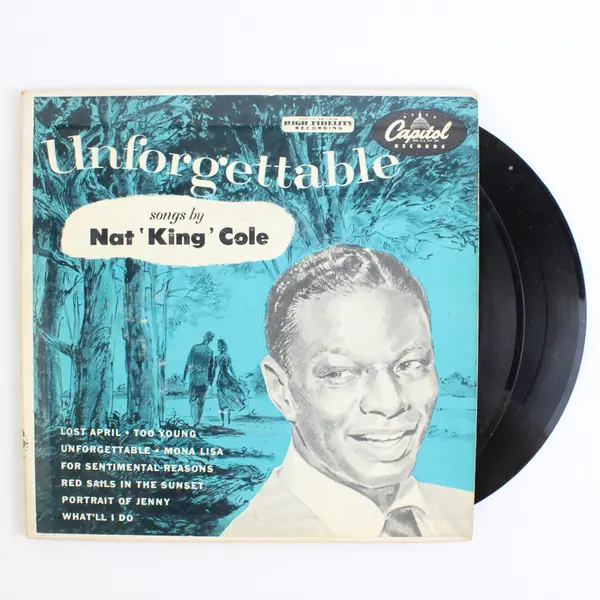 HIGH FIDELITY
RECORDING
Capitol
RECORDS
Unforgettable
songs by
Nat 'King' Cole
LOST APRIL • TOO YOUNG
UNFORGETTABLE • MONA LISA
FOR SENTIMENTAL REASONS
RED SAILS IN THE SUNSET
PORTRAIT OF JENNY
WHAT'LL I DO